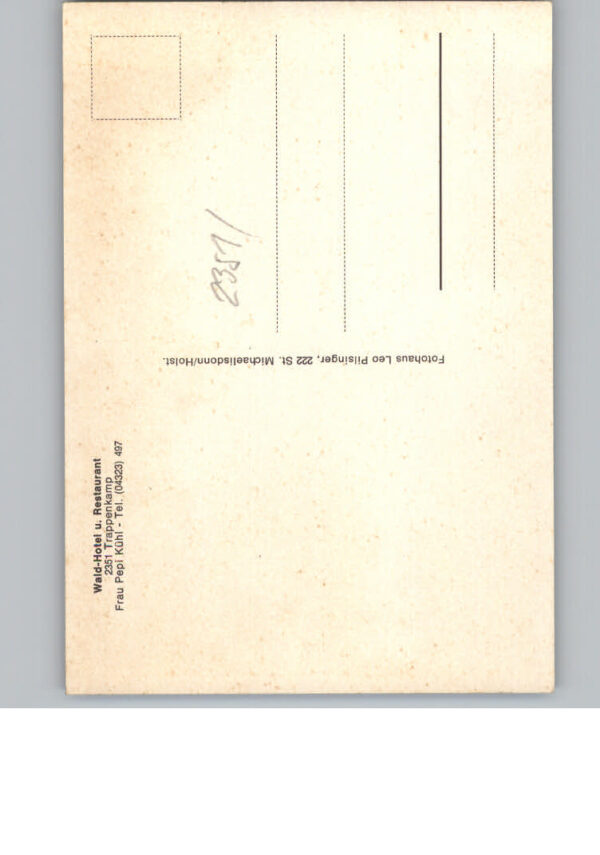 Wald-Hotel u. Restaurant
2351 Trappenkamp
Frau Pepi Kühl - Tel. (04323) 497
Fotohaus Leo Pilsinger, 222 St. Michaelisdonn/Holst.
2351/